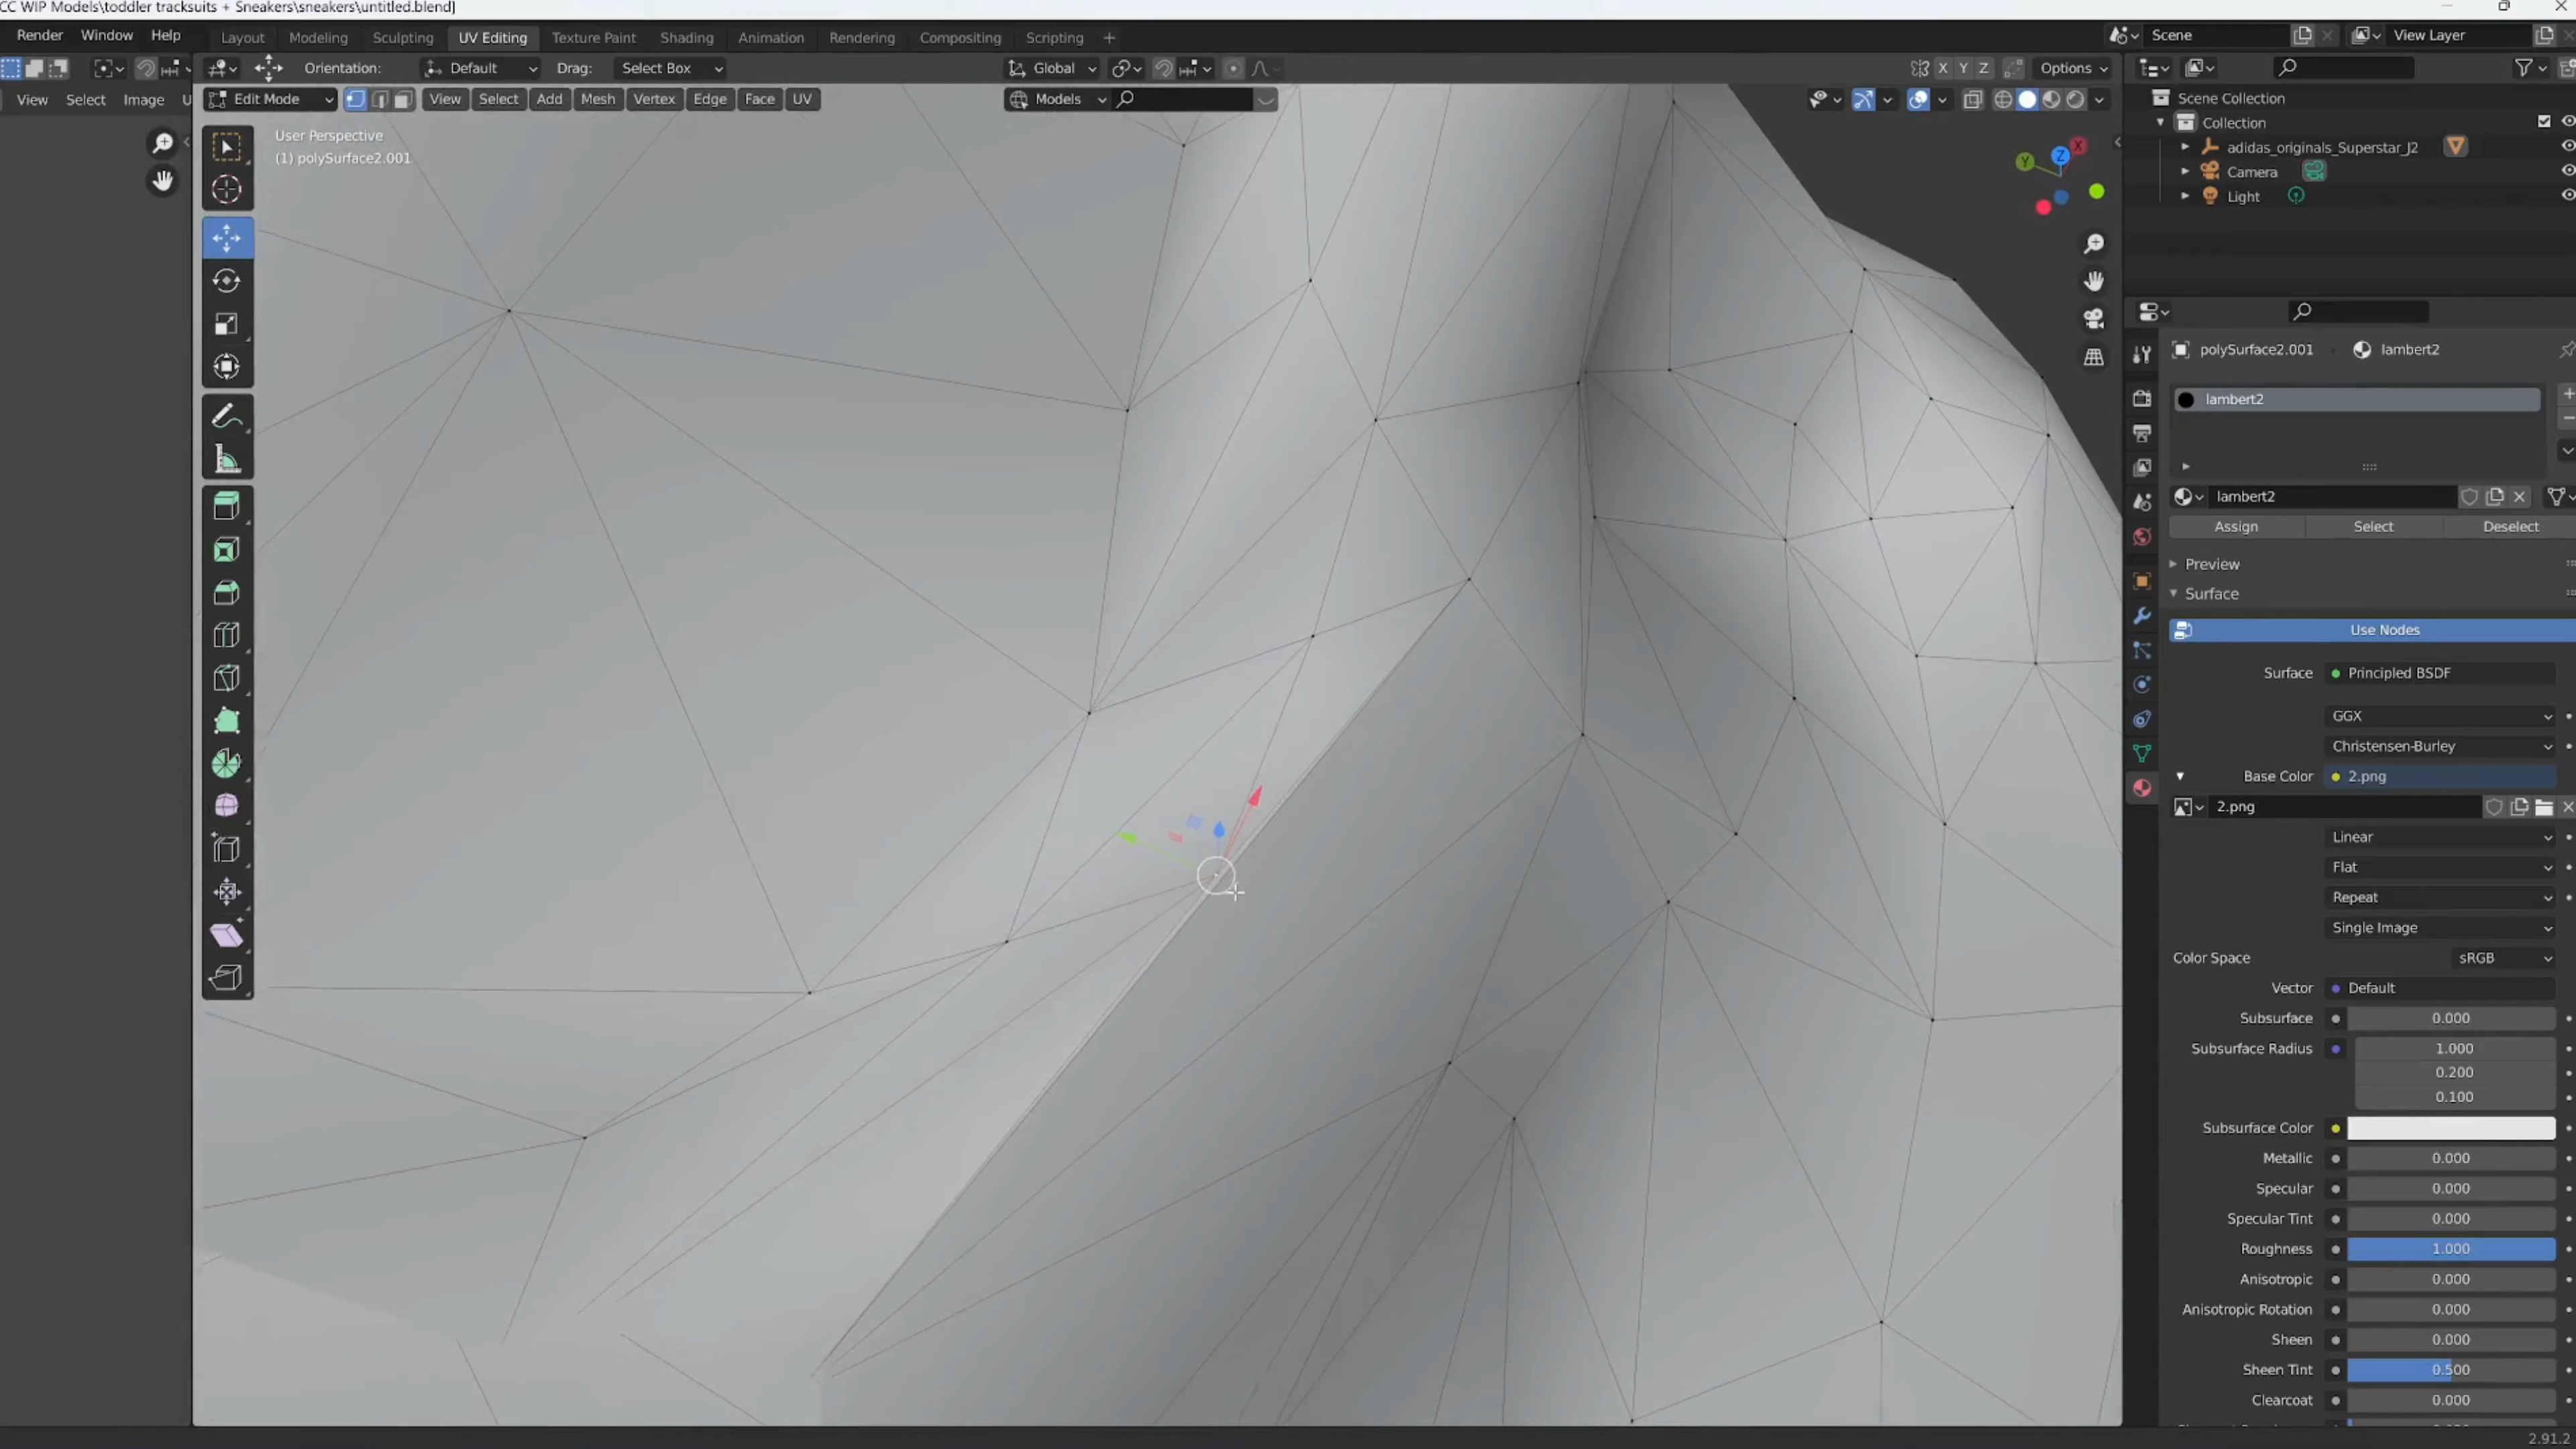 CC WIP Models\toddler tracksuits + Sneakers\sneakers\untitled.blend]
Render Window Help
Layout Modeling Sculpting UV Editing Texture Paint Shading Animation Rendering Compositing Scripting +
Scene
View Layer
Orientation: Default Drag: Select Box
Global
X Y Z Options
View Select Image U
Edit Mode View Select Add Mesh Vertex Edge Face UV
Models
User Perspective
(1) polySurface2.001
X
Y
Z
Scene Collection
Collection
adidas_originals_Superstar_J2
Camera
Light
polySurface2.001 lambert2
lambert2
lambert2
Assign Select Deselect
Preview
Surface
Use Nodes
Surface Principled BSDF
GGX
Christensen-Burley
Base Color 2.png
2.png
Linear
Flat
Repeat
Single Image
Color Space sRGB
Vector Default
Subsurface 0.000
Subsurface Radius 1.000
0.200
0.100
Subsurface Color
Metallic 0.000
Specular 0.000
Specular Tint 0.000
Roughness 1.000
Anisotropic 0.000
Anisotropic Rotation 0.000
Sheen 0.000
Sheen Tint 0.500
Clearcoat 0.000
2.91.2